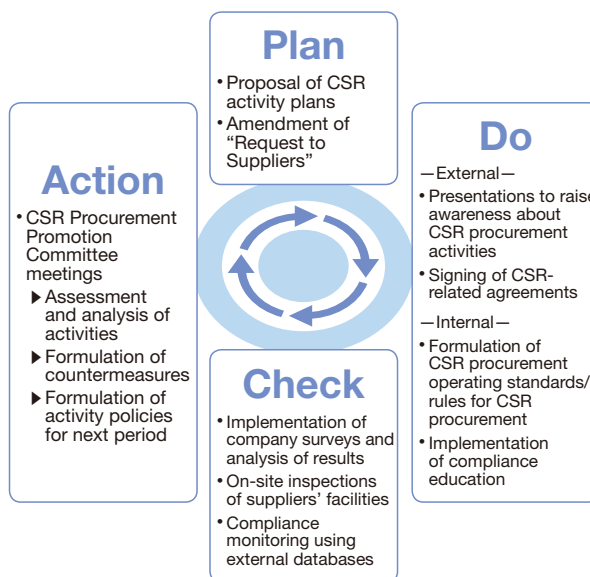 Plan
• Proposal of CSR
activity plans
• Amendment of
“Request to
Suppliers”
Do
—External—
• Presentations to raise
awareness about
CSR procurement
activities
• Signing of CSR-
related agreements
—Internal—
• Formulation of
CSR procurement
operating standards/
rules for CSR
procurement
• Implementation
of compliance
education
Check
• Implementation of
company surveys and
analysis of results
• On-site inspections
of suppliers’ facilities
• Compliance
monitoring using
external databases
Action
• CSR Procurement
Promotion
Committee
meetings
▶ Assessment
and analysis of
activities
▶ Formulation of
countermeasures
▶ Formulation of
activity policies
for next period